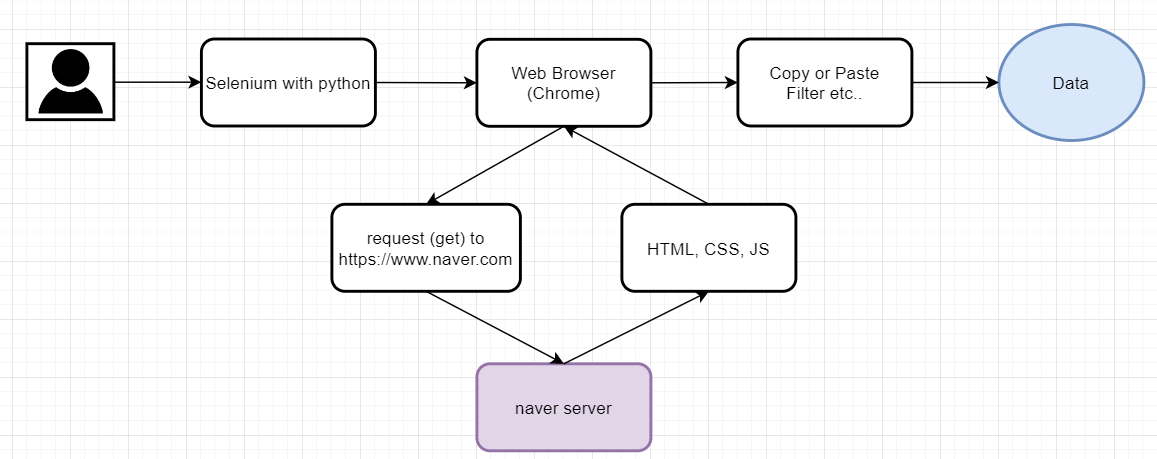 Selenium with python
Web Browser
(Chrome)
Copy or Paste
Filter etc..
Data
request (get) to
https://www.naver.com
HTML, CSS, JS
naver server